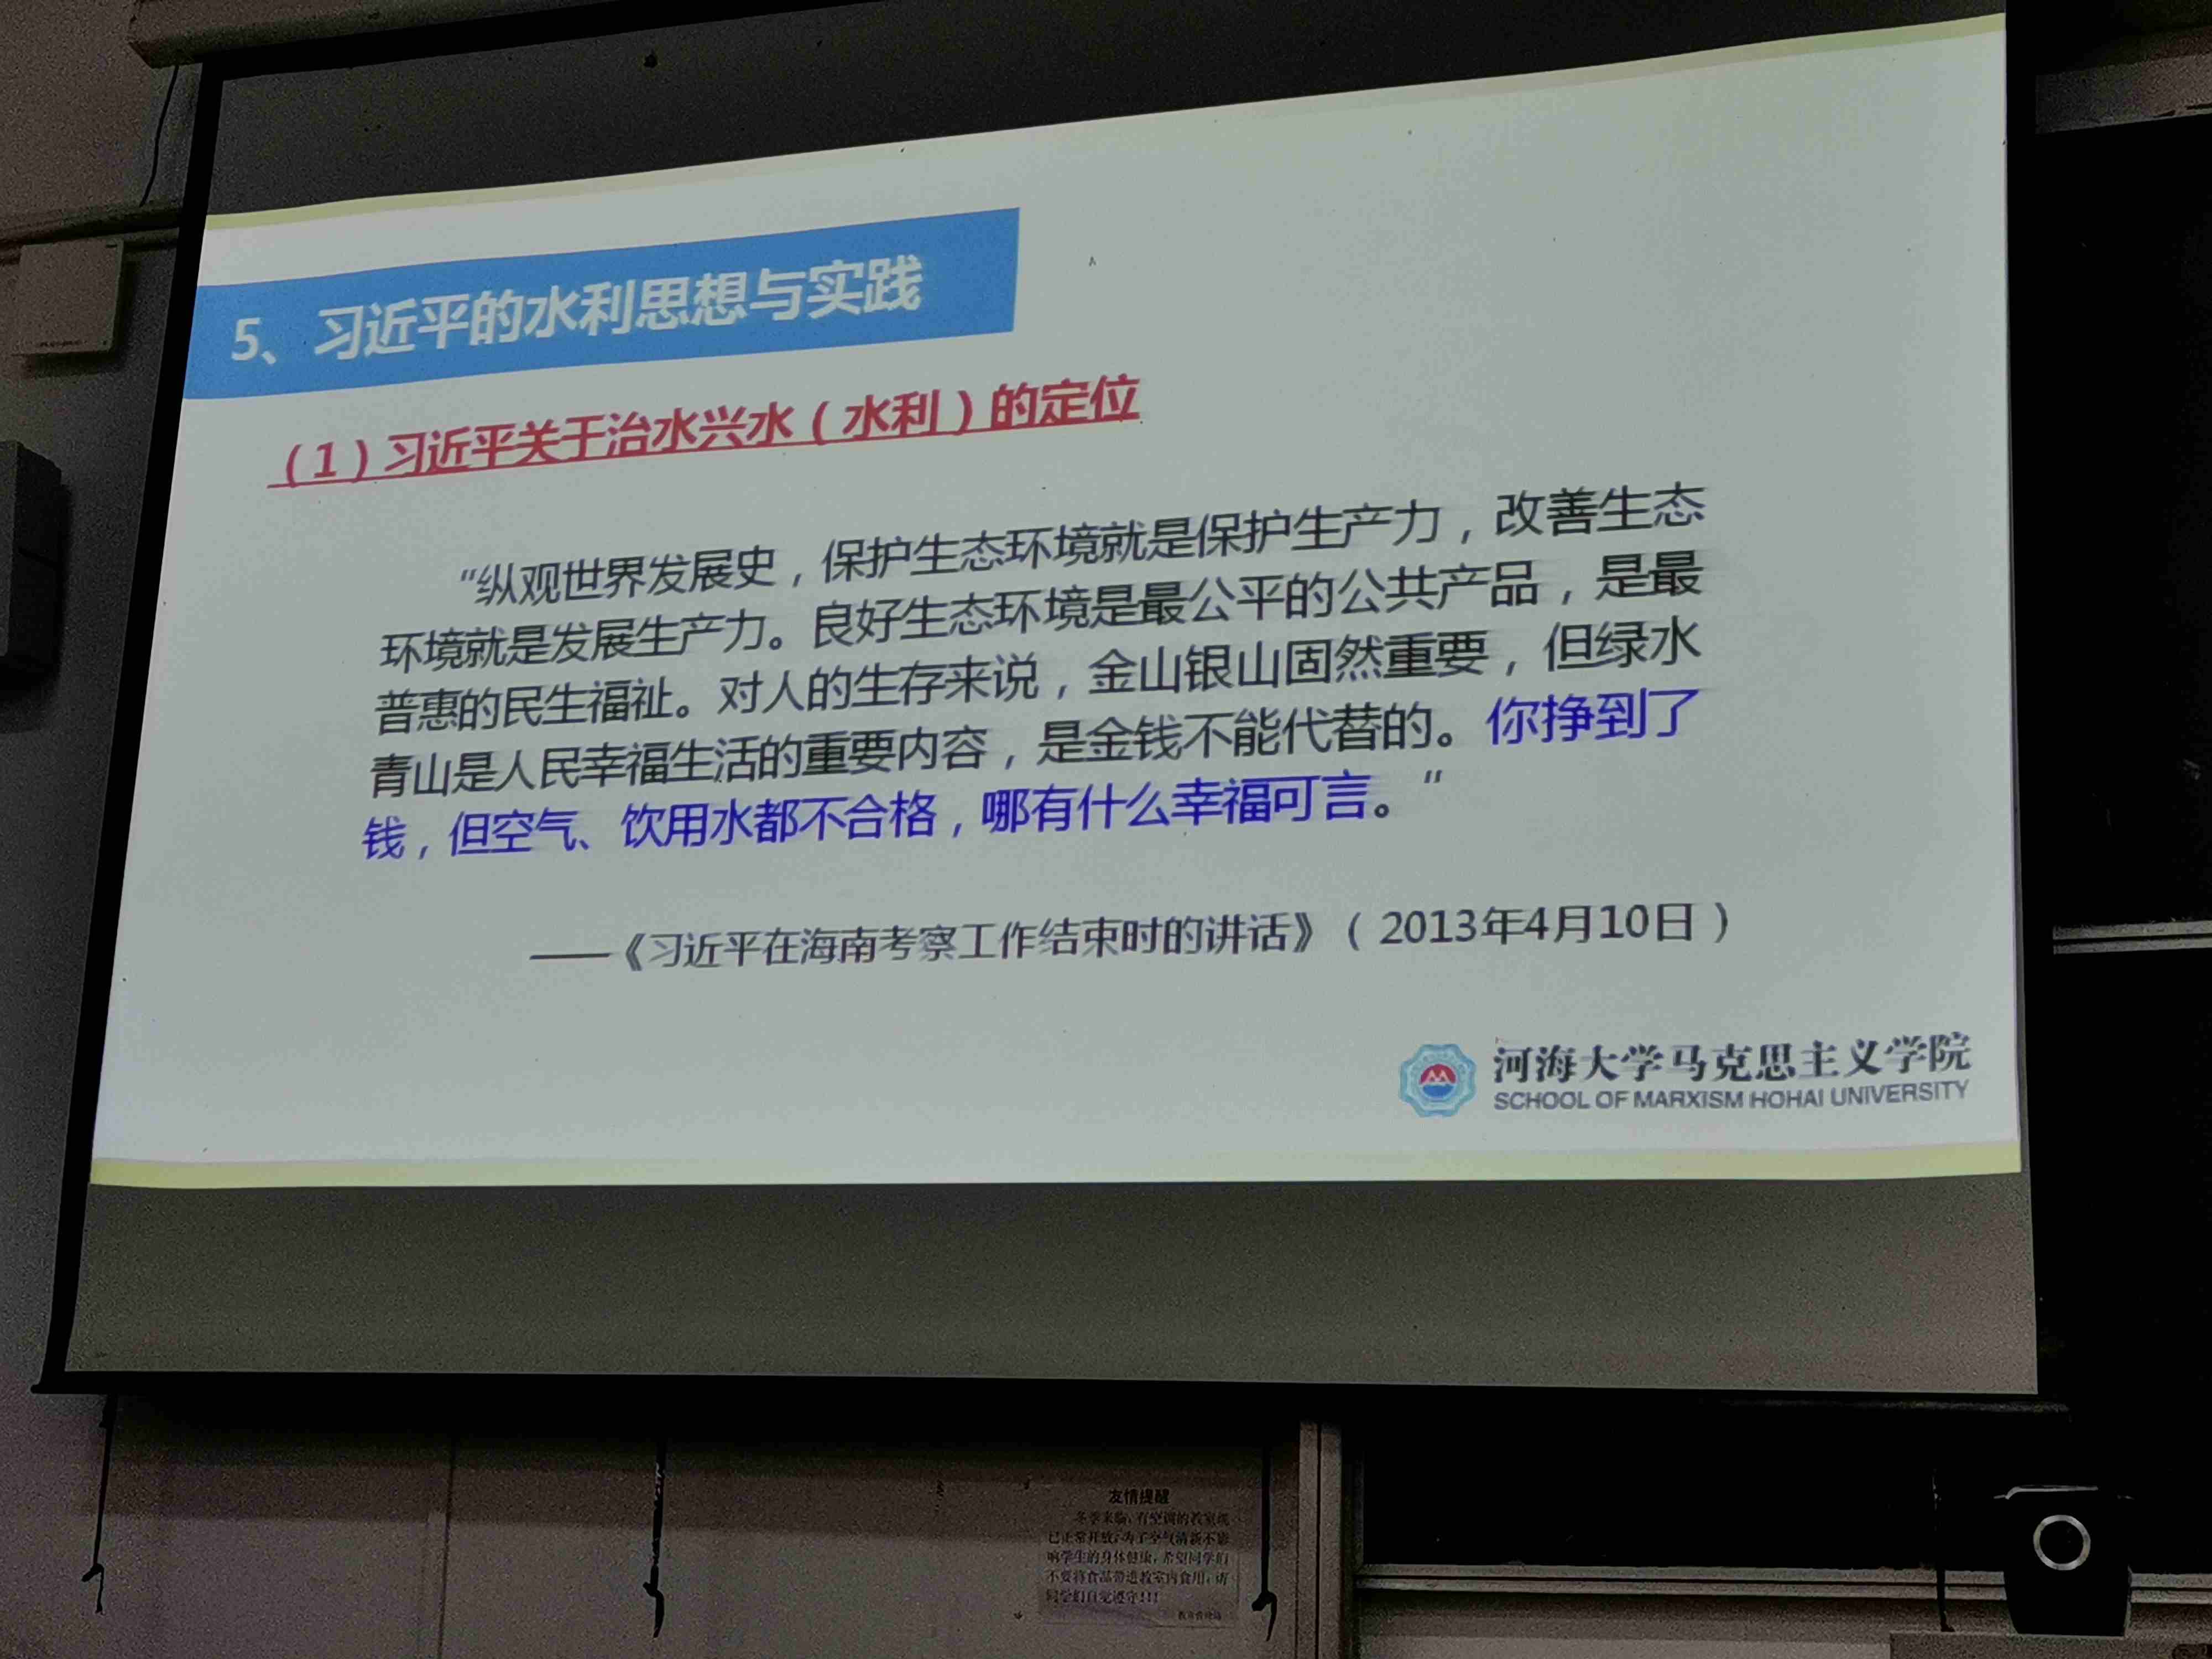 5、习近平的水利思想与实践
（1）习近平关于治水兴水（水利）的定位
“纵观世界发展史，保护生态环境就是保护生产力，改善生态
环境就是发展生产力。良好生态环境是最公平的公共产品，是最
普惠的民生福祉。对人的生存来说，金山银山固然重要，但绿水
青山是人民幸福生活的重要内容，是金钱不能代替的。你挣到了
钱，但空气、饮用水都不合格，哪有什么幸福可言。“
——《习近平在海南考察工作结束时的讲话》（2013年4月10日）
河海大学马克思主义学院
SCHOOL OF MARXISM HOHAI UNIVERSITY
友情提醒
冬季来临，有空调的教室现
已正常开放，为了空气清新不影
响学生的身体健康，希望同学们
不要将食品带进教室内食用，请
同学们自觉遵守!!!